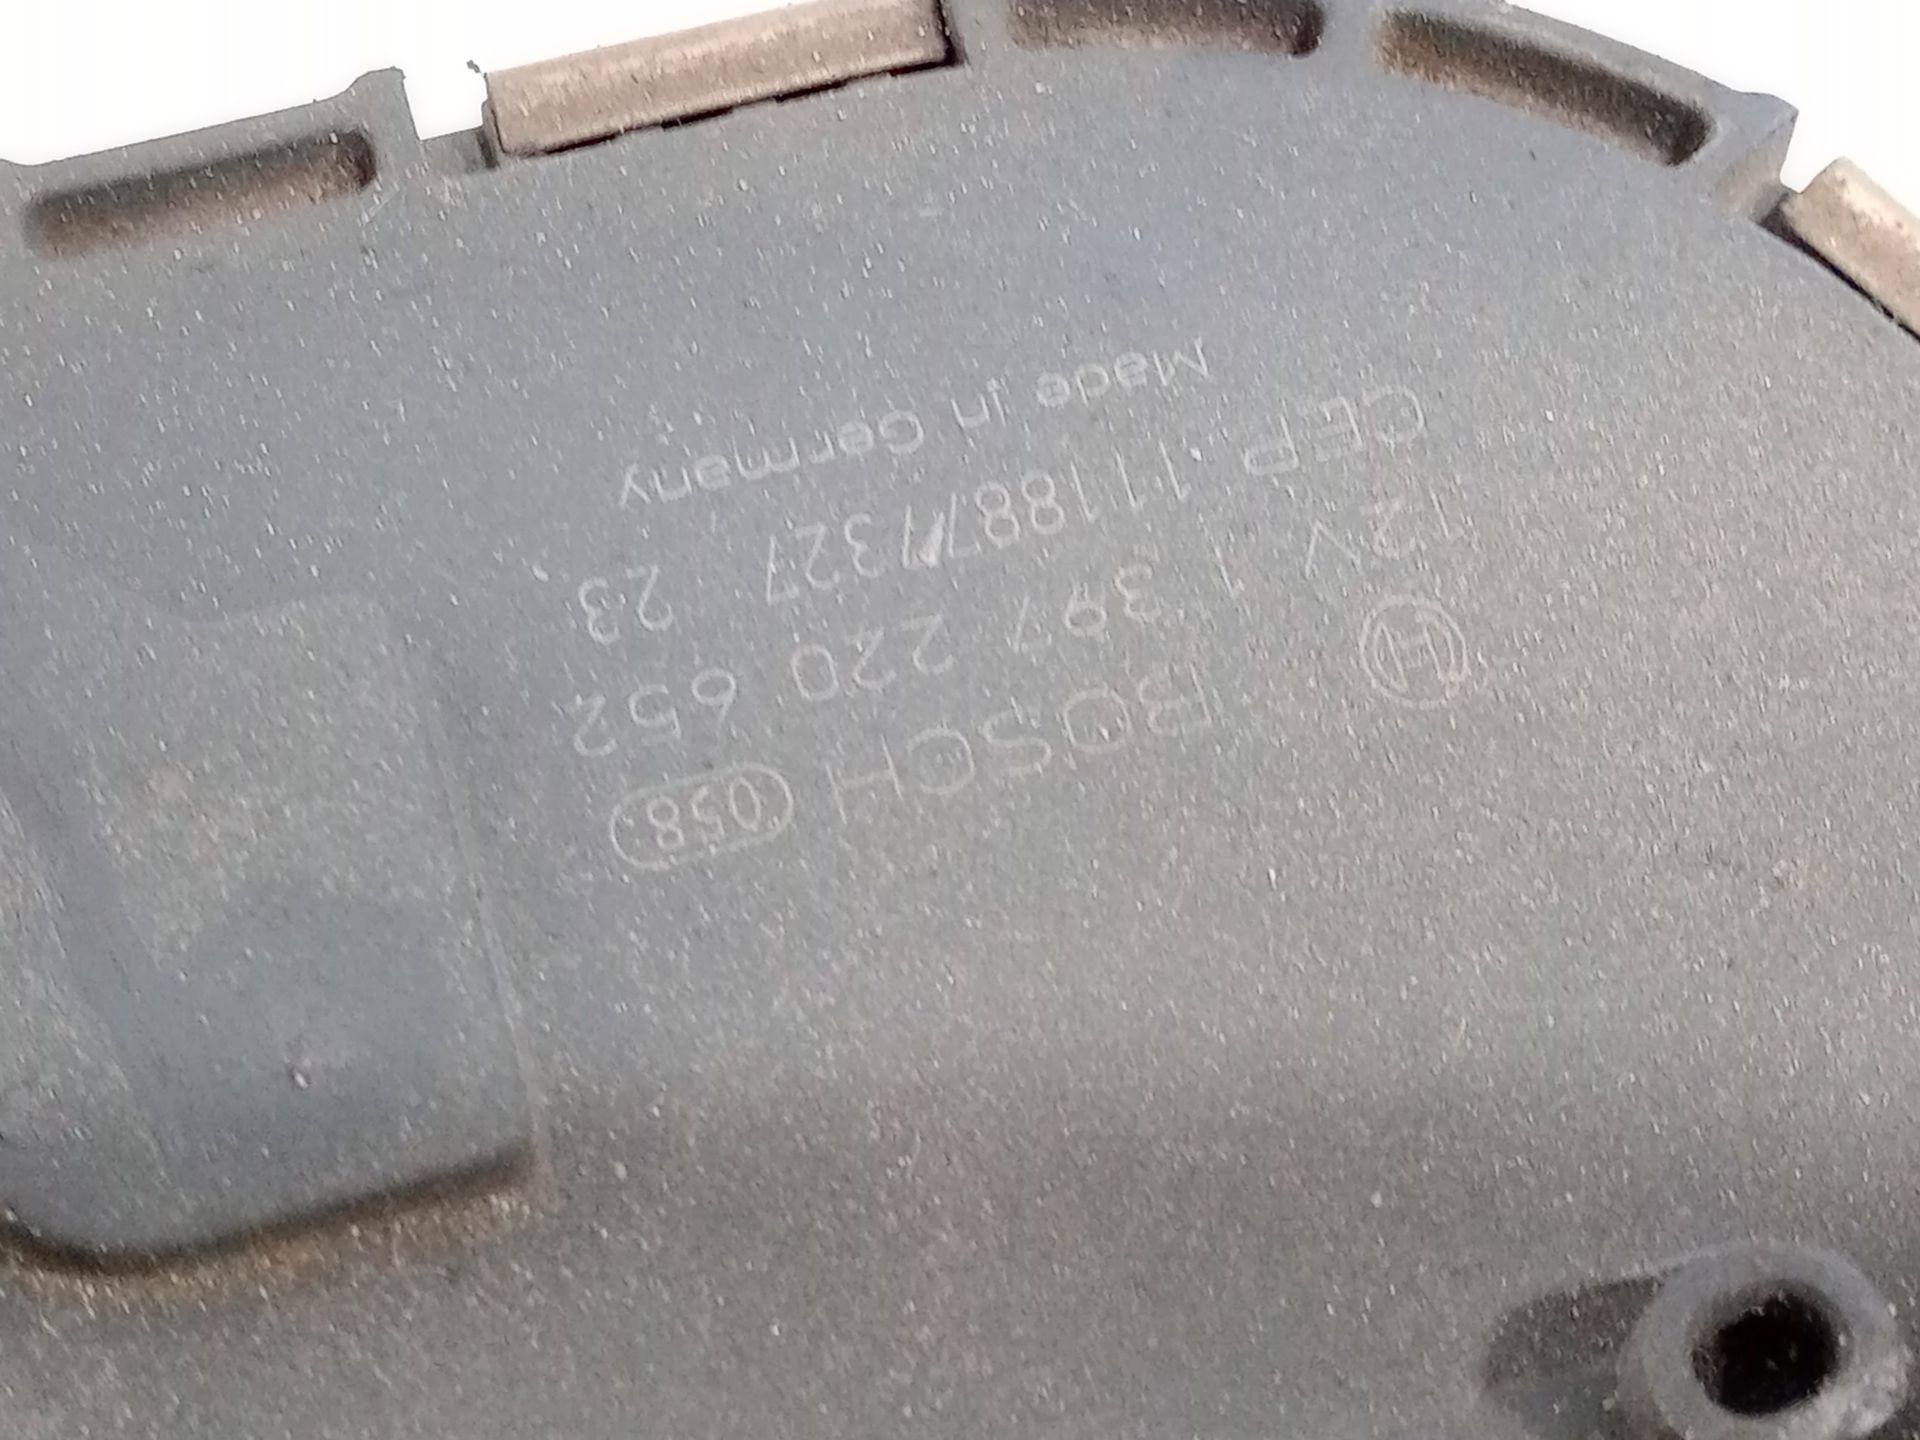 BOSCH 058
12V 1 397 220 652
CEP. 111887/327 23
Made in Germany